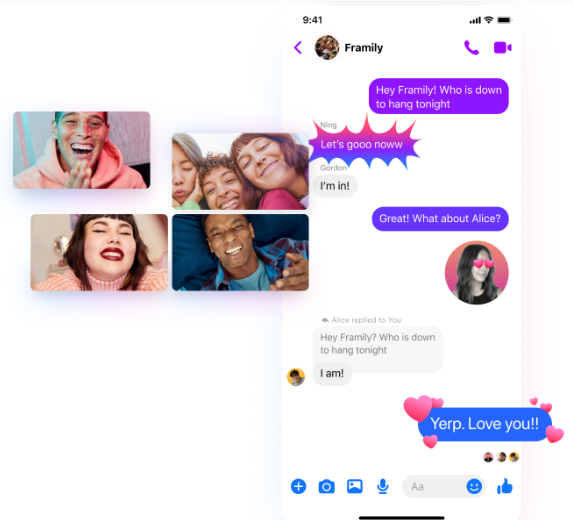 9:41
Framily
Hey Framily! Who is down
to hang tonight
Ning
Let's gooo noww
Gordon
I'm in!
Great! What about Alice?
Alice replied to You
Hey Framily? Who is down
to hang tonight
I am!
Yerp. Love you!!
Aa